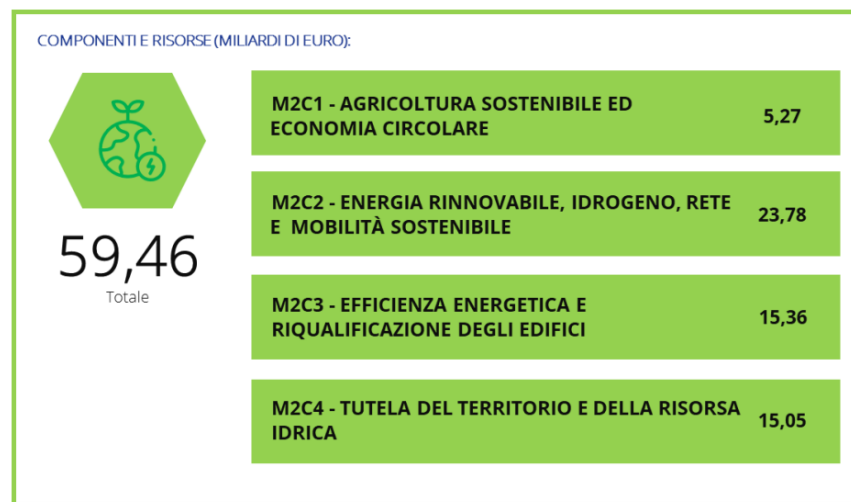 COMPONENTI E RISORSE (MILIARDI DI EURO):
59,46
Totale
M2C1 - AGRICOLTURA SOSTENIBILE ED
ECONOMIA CIRCOLARE
5,27
M2C2 - ENERGIA RINNOVABILE, IDROGENO, RETE
E MOBILITÀ SOSTENIBILE
23,78
M2C3 - EFFICIENZA ENERGETICA E
RIQUALIFICAZIONE DEGLI EDIFICI
15,36
M2C4 - TUTELA DEL TERRITORIO E DELLA RISORSA
IDRICA
15,05